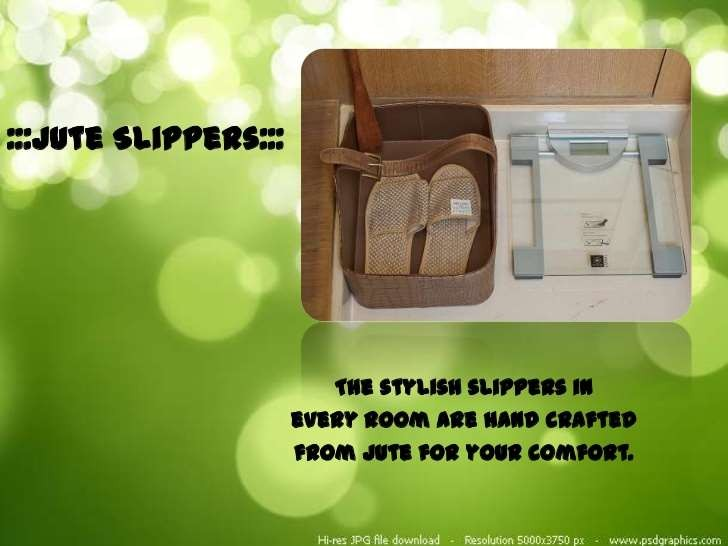 :::JUTE SLIPPERS:::
THE STYLISH SLIPPERS IN
EVERY ROOM ARE HAND CRAFTED
FROM JUTE FOR YOUR COMFORT.
Hi-res JPG file download - Resolution 5000x3750 px - www.psdgraphics.com